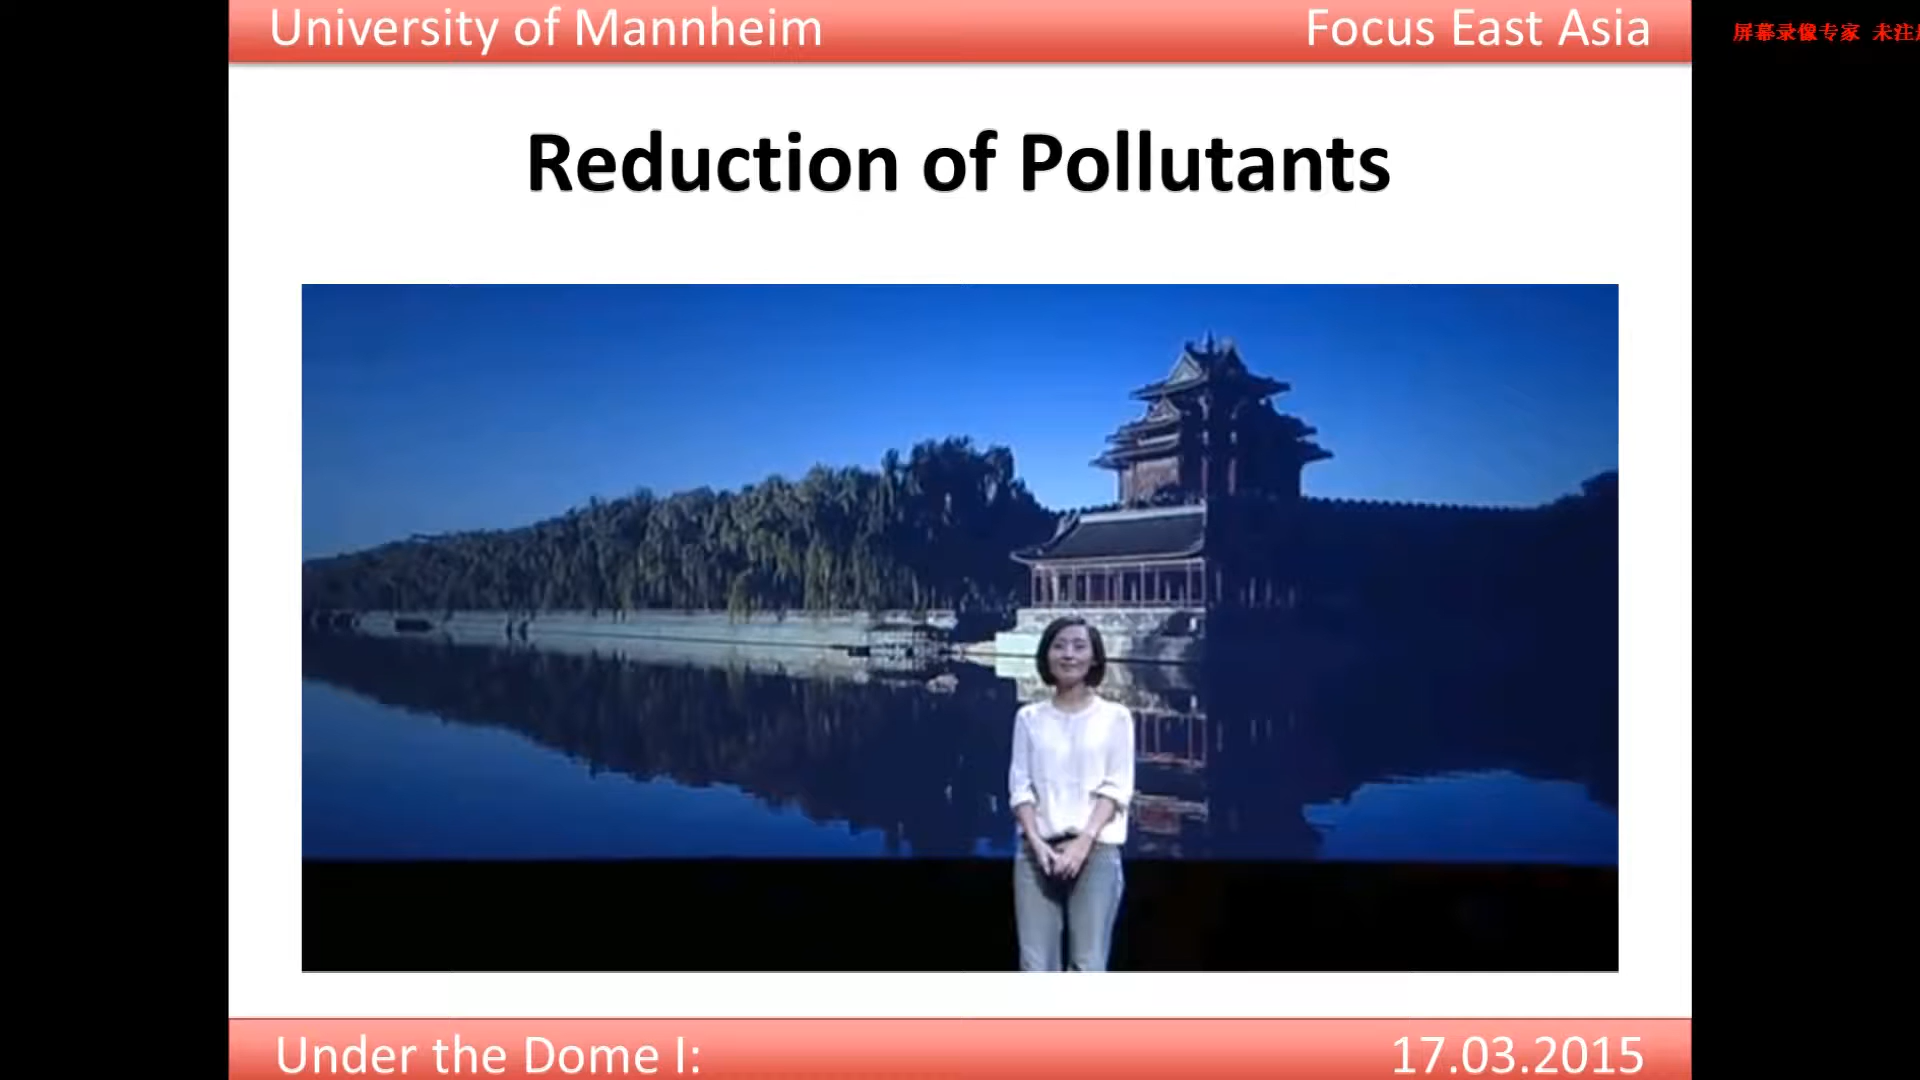 University of Mannheim
Focus East Asia
屏幕录像专家 未注
Reduction of Pollutants
Under the Dome I:
17.03.2015